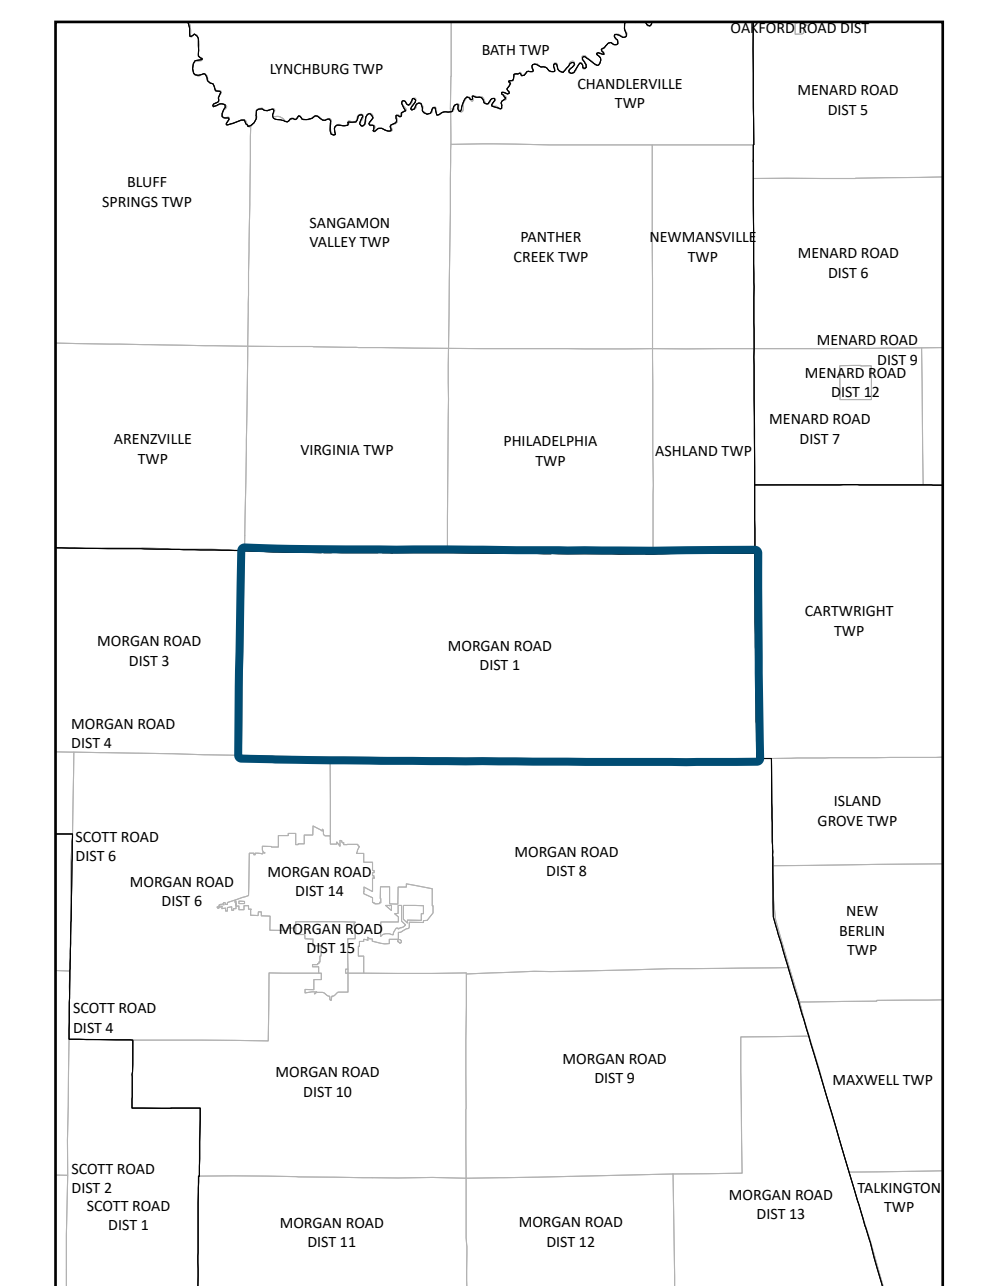 OAKFORD ROAD DIST
BATH TWP
LYNCHBURG TWP
CHANDLERVILLE
TWP
MENARD ROAD
DIST 5
BLUFF
SPRINGS TWP
SANGAMON
VALLEY TWP
PANTHER
CREEK TWP
NEWMANSVILLE
TWP
MENARD ROAD
DIST 6
MENARD ROAD
DIST 9
MENARD ROAD
DIST 12
MENARD ROAD
DIST 7
ARENZVILLE
TWP
VIRGINIA TWP
PHILADELPHIA
TWP
ASHLAND TWP
MORGAN ROAD
DIST 3
MORGAN ROAD
DIST 1
CARTWRIGHT
TWP
MORGAN ROAD
DIST 4
ISLAND
GROVE TWP
SCOTT ROAD
DIST 6
MORGAN ROAD
DIST 6
MORGAN ROAD
DIST 14
MORGAN ROAD
DIST 8
MORGAN ROAD
DIST 15
NEW
BERLIN
TWP
SCOTT ROAD
DIST 4
MORGAN ROAD
DIST 10
MORGAN ROAD
DIST 9
MAXWELL TWP
SCOTT ROAD
DIST 2
SCOTT ROAD
DIST 1
MORGAN ROAD
DIST 11
MORGAN ROAD
DIST 12
MORGAN ROAD
DIST 13
TALKINGTON
TWP